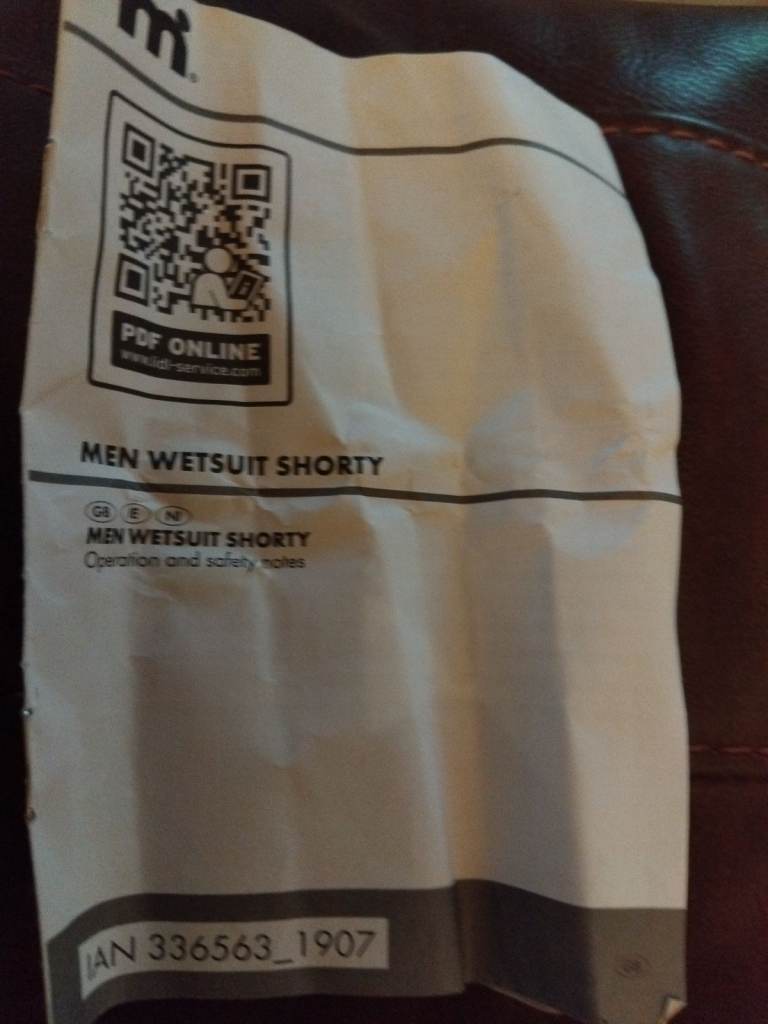 m®
PDF ONLINE
www.lidl-service.com
MEN WETSUIT SHORTY
GB IE NI
MEN WETSUIT SHORTY
Operation and safety notes
IAN 336563_1907
GB